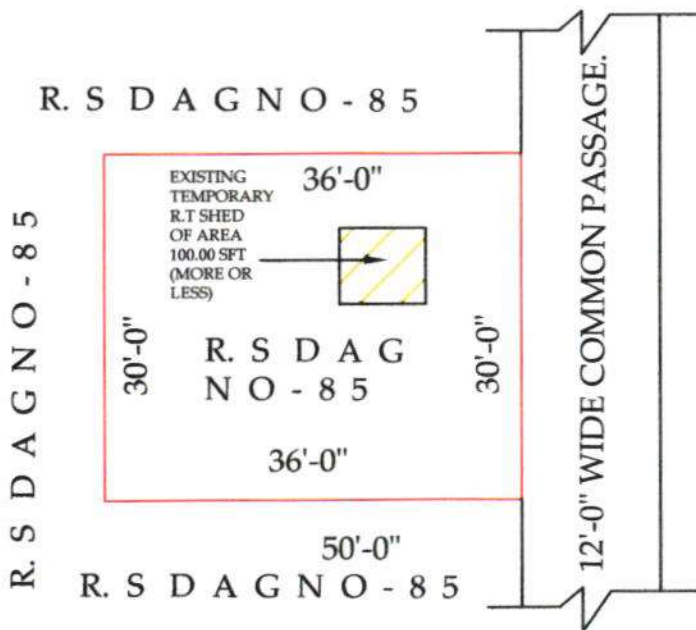 R. S D A G N O - 8 5
EXISTING
TEMPORARY
R.T SHED
OF AREA
100.00 SFT
(MORE OR
LESS)
36'-0"
R. S D A G N O - 8 5
30'-0"
R. S D A G
N O - 8 5
30'-0"
36'-0"
12'-0" WIDE COMMON PASSAGE.
50'-0"
R. S D A G N O - 8 5